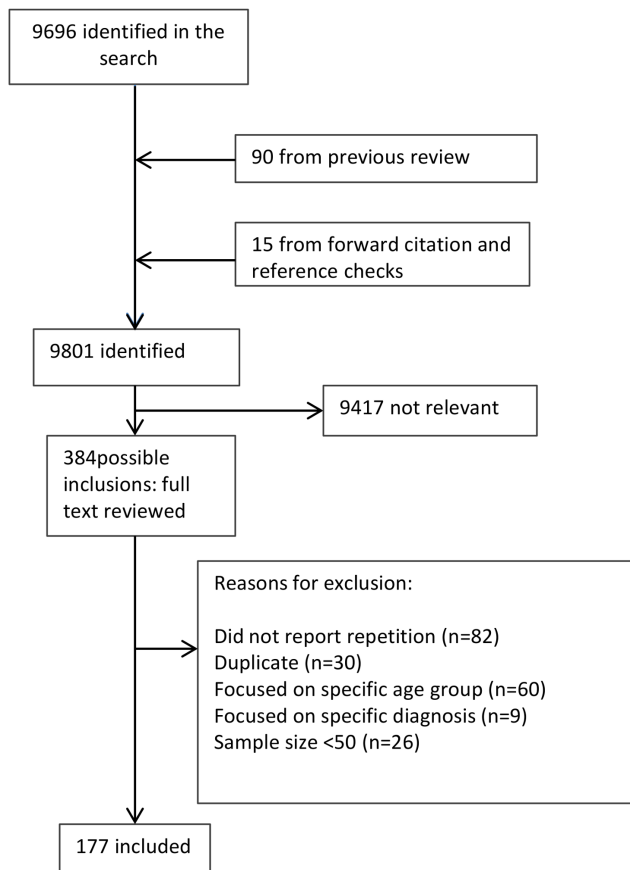 9696 identified in the
search
90 from previous review
15 from forward citation and
reference checks
9801 identified
9417 not relevant
384possible
inclusions: full
text reviewed
Reasons for exclusion:
Did not report repetition (n=82)
Duplicate (n=30)
Focused on specific age group (n=60)
Focused on specific diagnosis (n=9)
Sample size <50 (n=26)
177 included